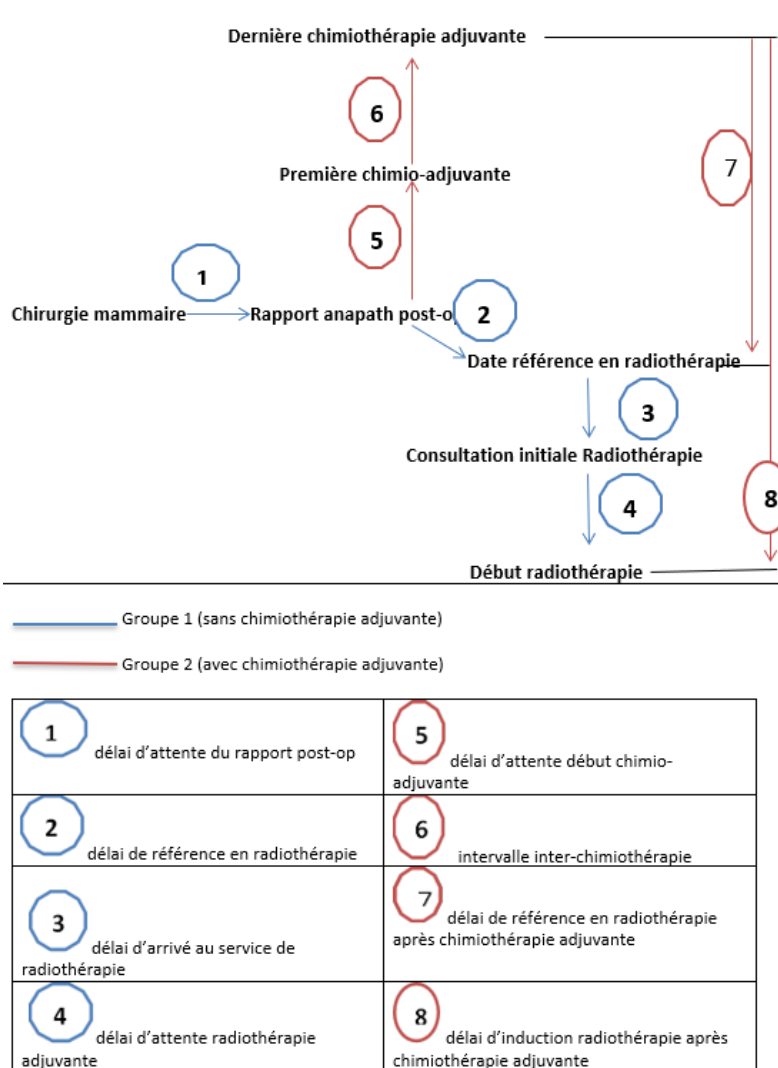 Dernière chimiothérapie adjuvante
6
Première chimio-adjuvante
7
5
1
Chirurgie mammaire
Rapport anapath post-o
2
Date référence en radiothérapie
3
Consultation initiale Radiothérapie
4
8
Début radiothérapie
Groupe 1 (sans chimiothérapie adjuvante)
Groupe 2 (avec chimiothérapie adjuvante)
1
délai d'attente du rapport post-op
5
délai d'attente début chimio-
adjuvante
2
délai de référence en radiothérapie
6
intervalle inter-chimiothérapie
3
délai d'arrivé au service de
radiothérapie
7
délai de référence en radiothérapie
après chimiothérapie adjuvante
4
délai d'attente radiothérapie
adjuvante
8
délai d'induction radiothérapie après
chimiothérapie adjuvante